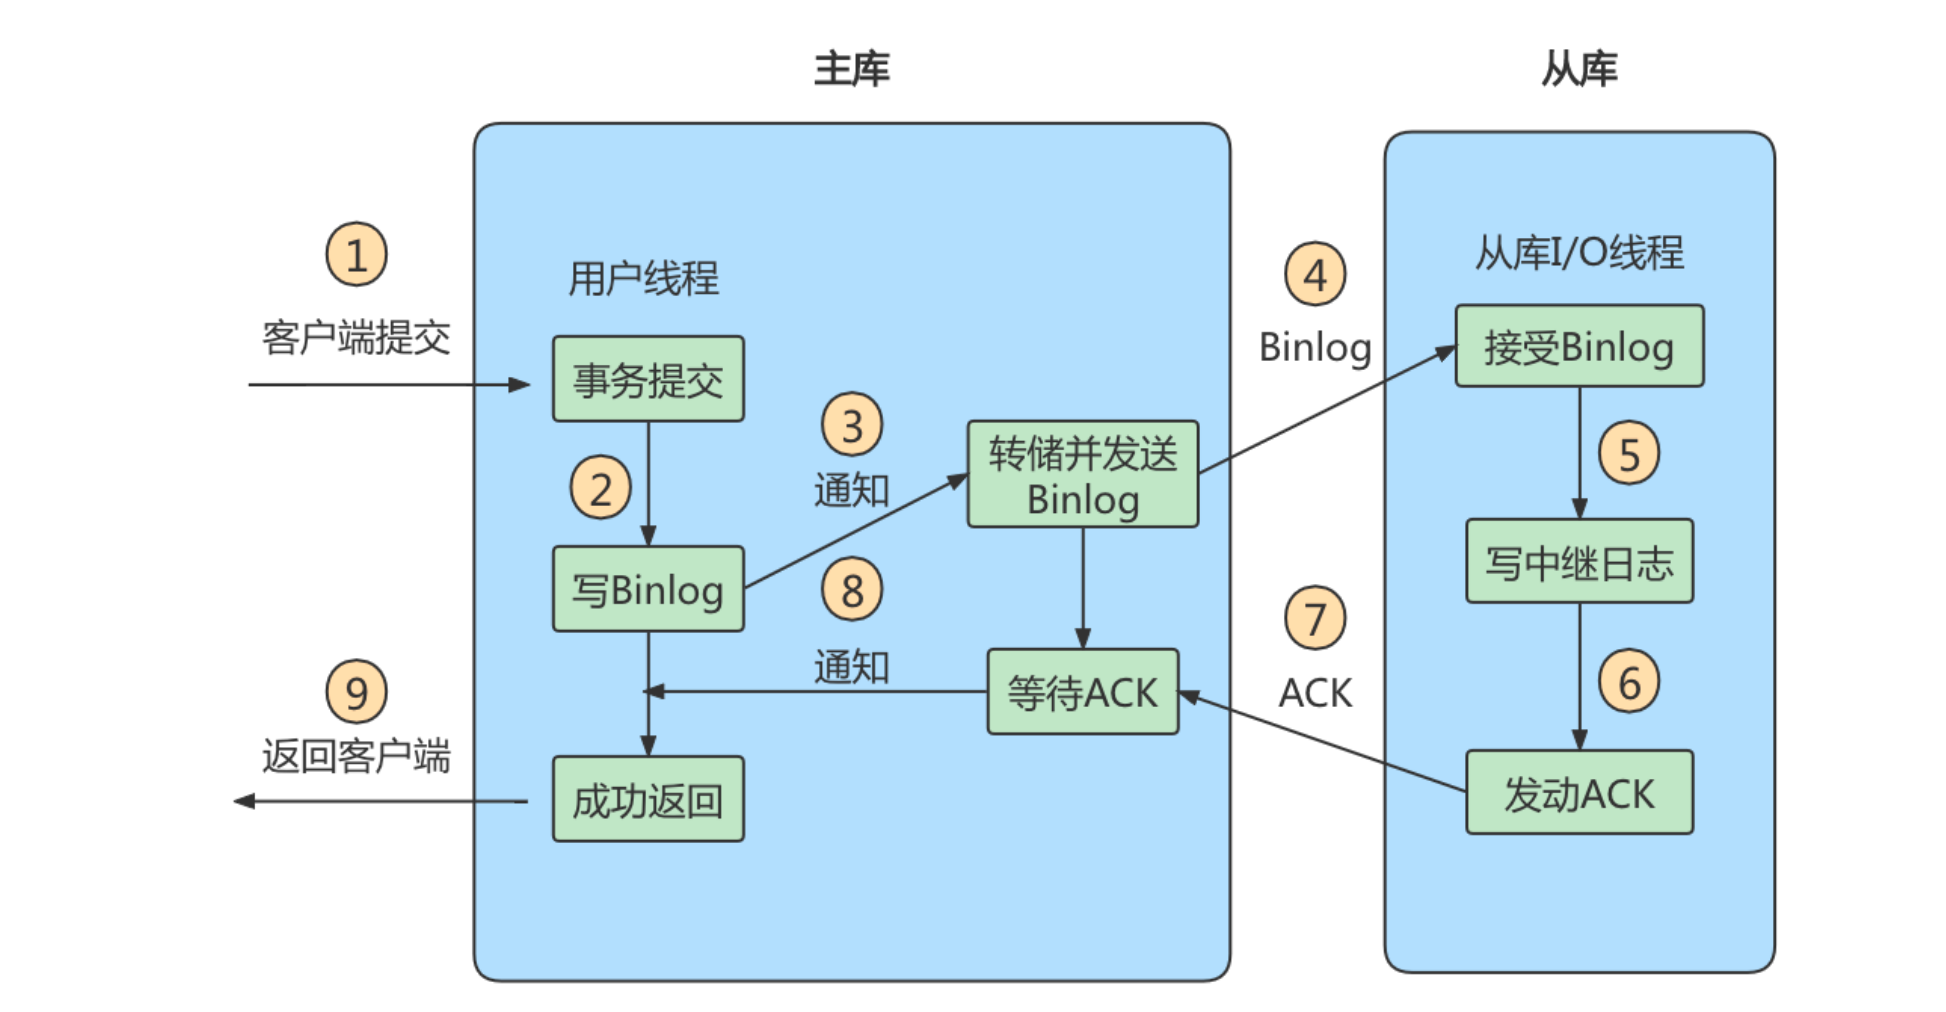 主库
从库
1
客户端提交
用户线程
事务提交
2
写Binlog
3
通知
转储并发送
Binlog
4
Binlog
从库I/O线程
接受Binlog
5
写中继日志
6
发动ACK
7
ACK
等待ACK
8
通知
成功返回
9
返回客户端